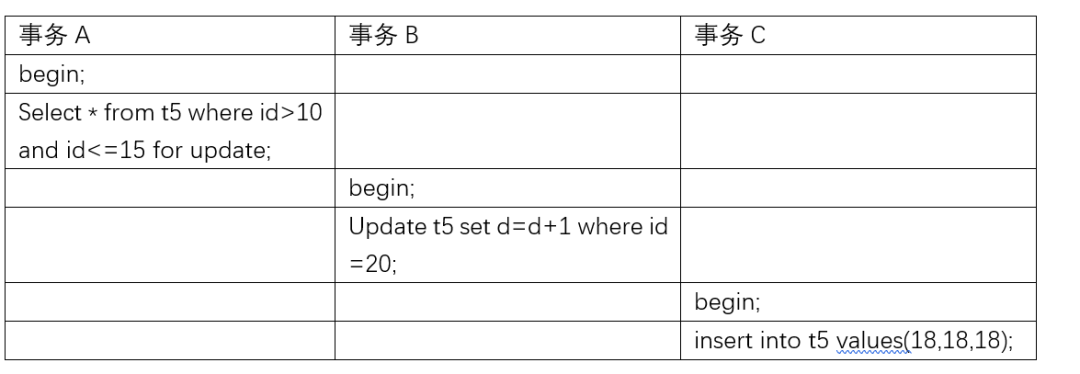 事务 A 事务 B 事务 C
begin;
Select * from t5 where id>10
and id<=15 for update;
begin;
Update t5 set d=d+1 where id
=20;
begin;
insert into t5 values(18,18,18);